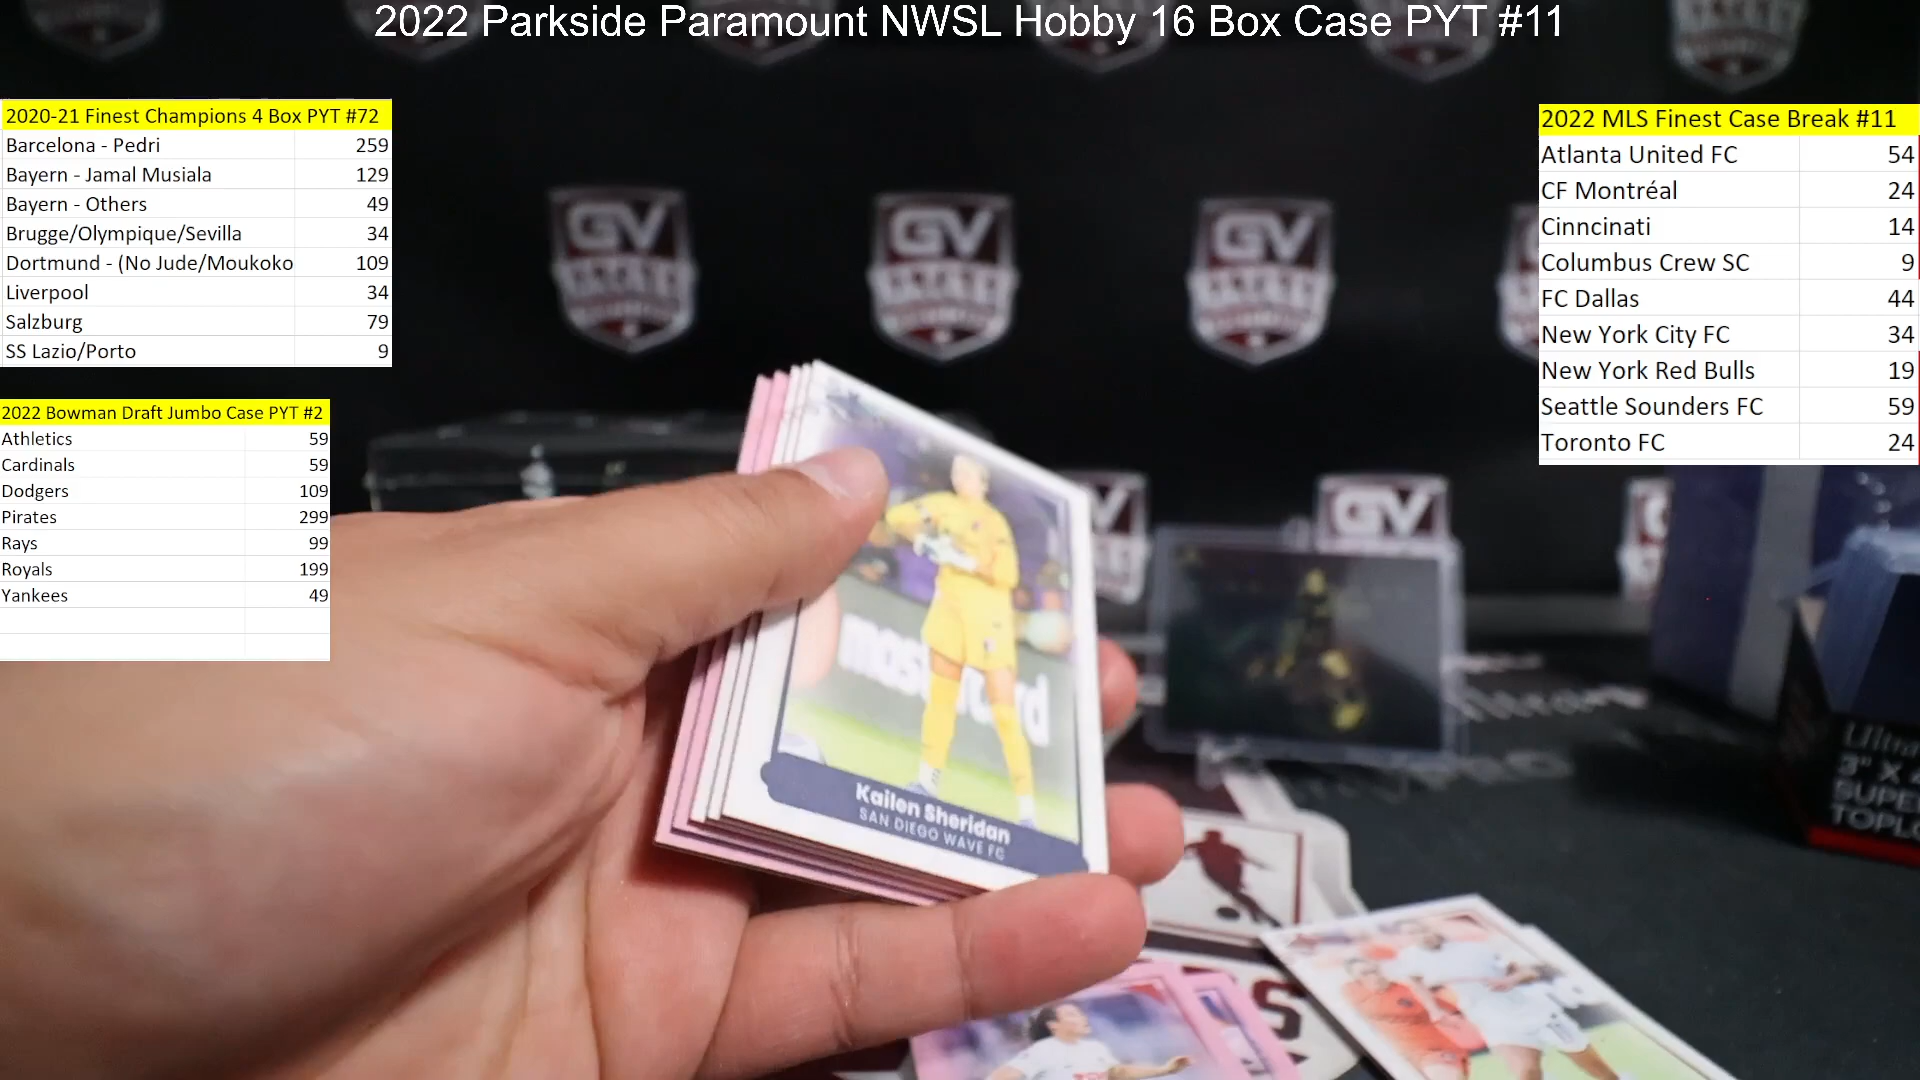 2022 Parkside Paramount NWSL Hobby 16 Box Case PYT #11
2020-21 Finest Champions 4 Box PYT #72
Barcelona - Pedri 259
Bayern - Jamal Musiala 129
Bayern - Others 49
Brugge/Olympique/Sevilla 34
Dortmund - (No Jude/Moukoko 109
Liverpool 34
Salzburg 79
SS Lazio/Porto 9
2022 Bowman Draft Jumbo Case PYT #2
Athletics 59
Cardinals 59
Dodgers 109
Pirates 299
Rays 99
Royals 199
Yankees 49
2022 MLS Finest Case Break #11
Atlanta United FC 54
CF Montréal 24
Cinncinati 14
Columbus Crew SC 9
FC Dallas 44
New York City FC 34
New York Red Bulls 19
Seattle Sounders FC 59
Toronto FC 24
GV
GV
GV
GV
Kailen Sheridan
SAN DIEGO WAVE FC
3" X